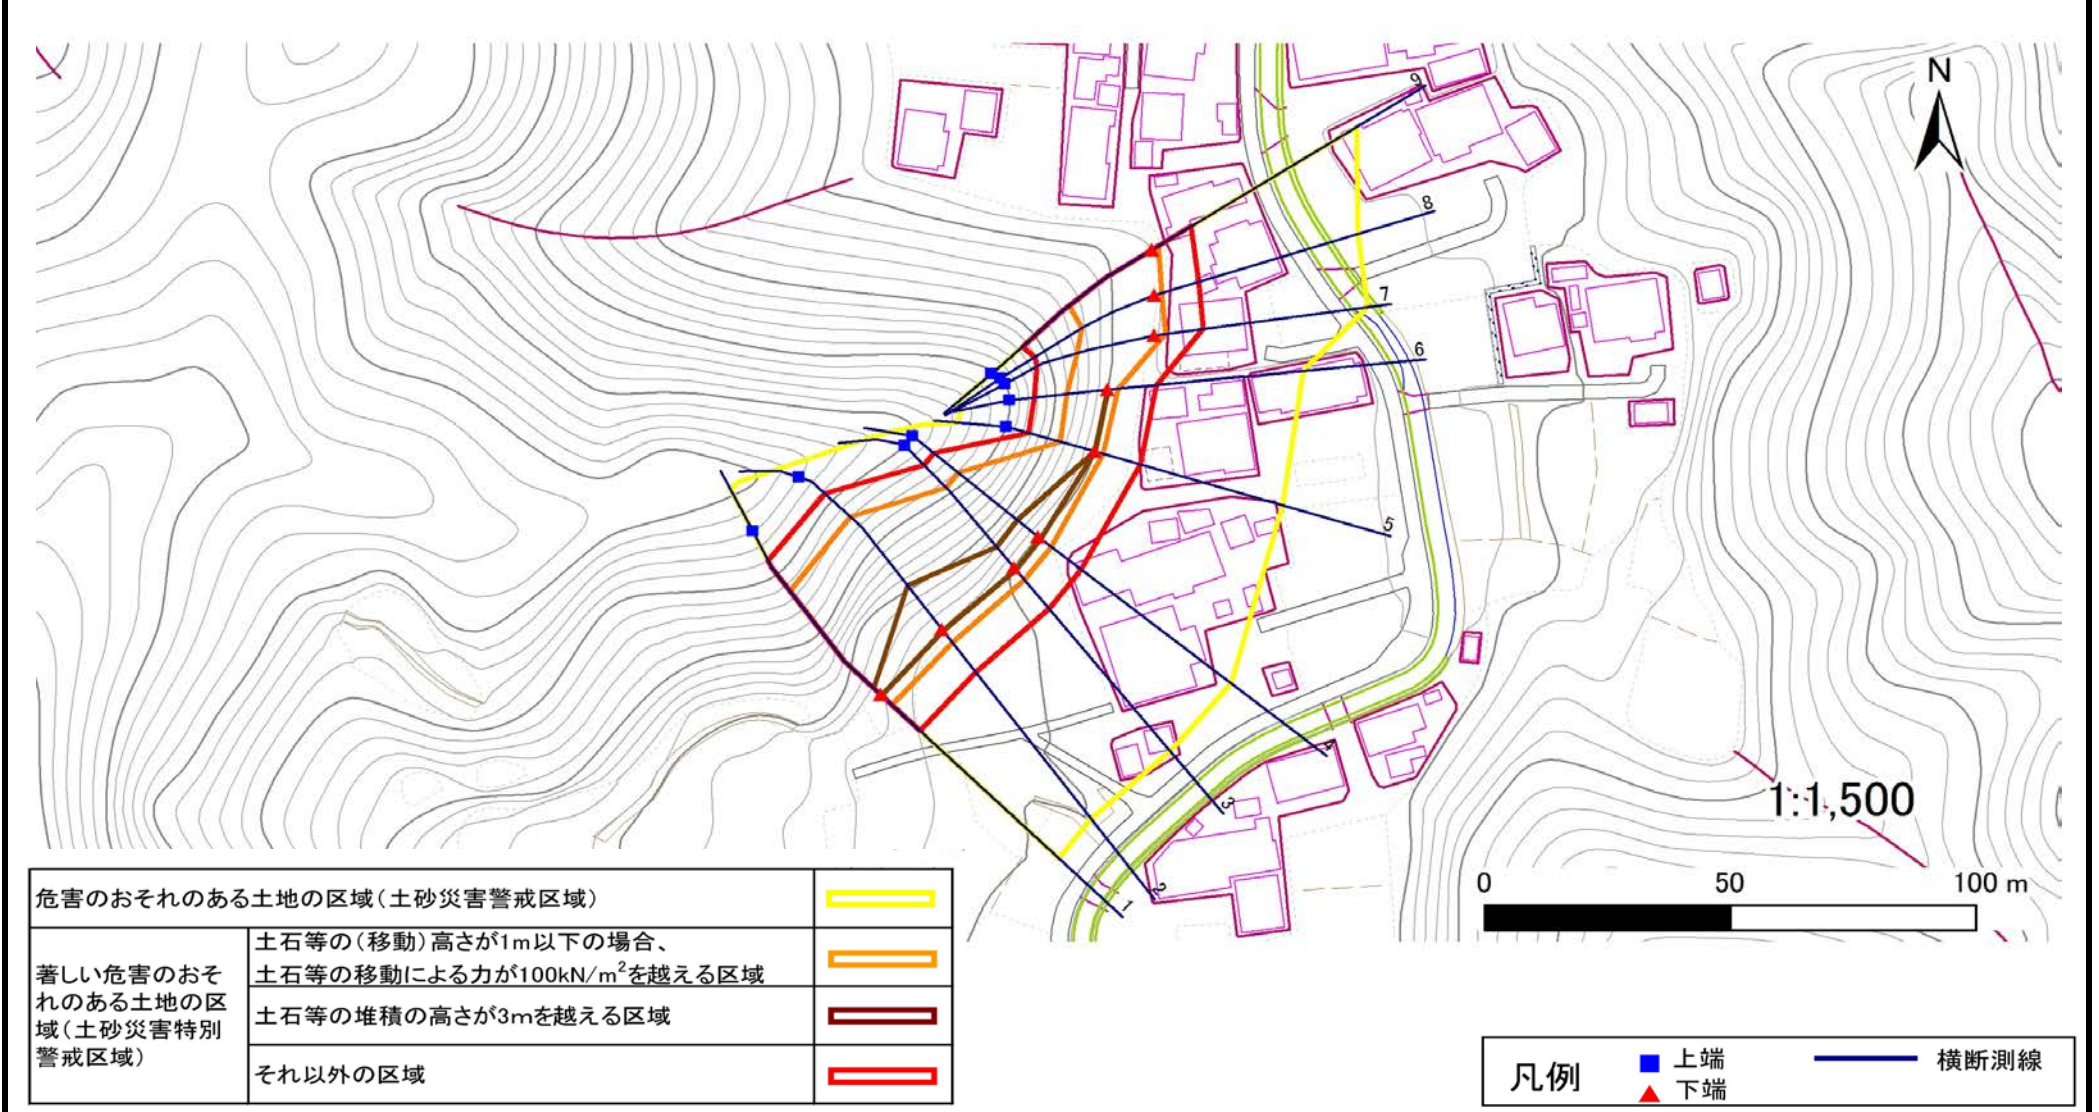 9
N
8
7
6
5
4
3
2
1
1:1,500
0 50 100 m
危害のおそれのある土地の区域(土砂災害警戒区域)
著しい危害のおそ
れのある土地の区
域(土砂災害特別
警戒区域)
土石等の(移動)高さが1m以下の場合、
土石等の移動による力が100kN/m²を越える区域
土石等の堆積の高さが3mを越える区域
それ以外の区域
凡例
上端
下端
横断測線